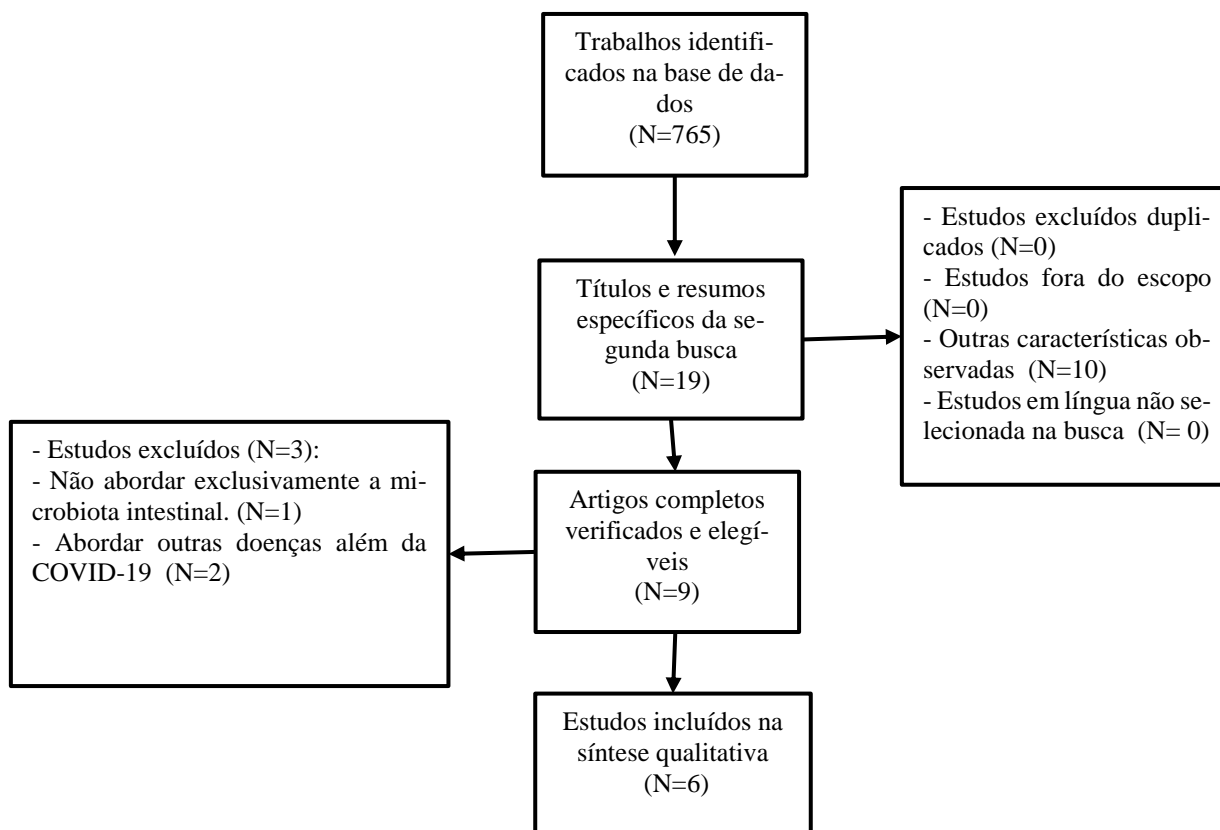 Trabalhos identifi-
cados na base de da-
dos
(N=765)
- Estudos excluídos dupli-
cados (N=0)
- Estudos fora do escopo
(N=0)
- Outras características ob-
servadas (N=10)
- Estudos em língua não se-
lecionada na busca (N= 0)
Títulos e resumos
específicos da se-
gunda busca
(N=19)
- Estudos excluídos (N=3):
- Não abordar exclusivamente a mi-
crobiota intestinal. (N=1)
- Abordar outras doenças além da
COVID-19 (N=2)
Artigos completos
verificados e elegí-
veis
(N=9)
Estudos incluídos na
síntese qualitativa
(N=6)